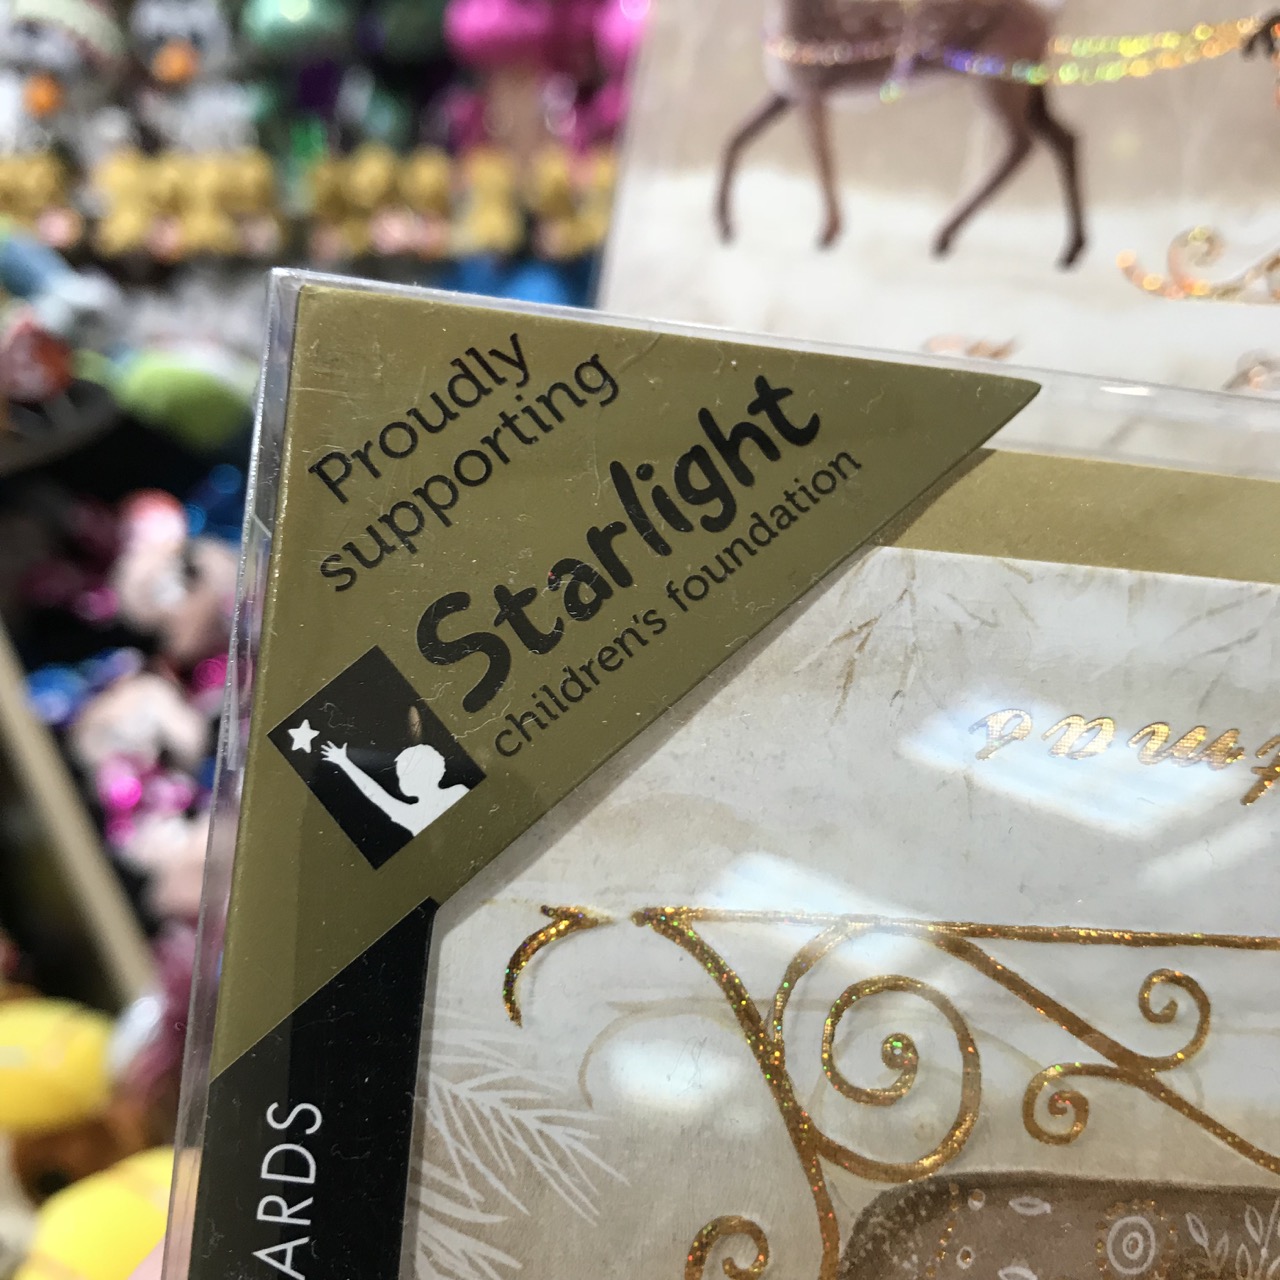 Proudly
supporting
Starlight
children's foundation
ARDS